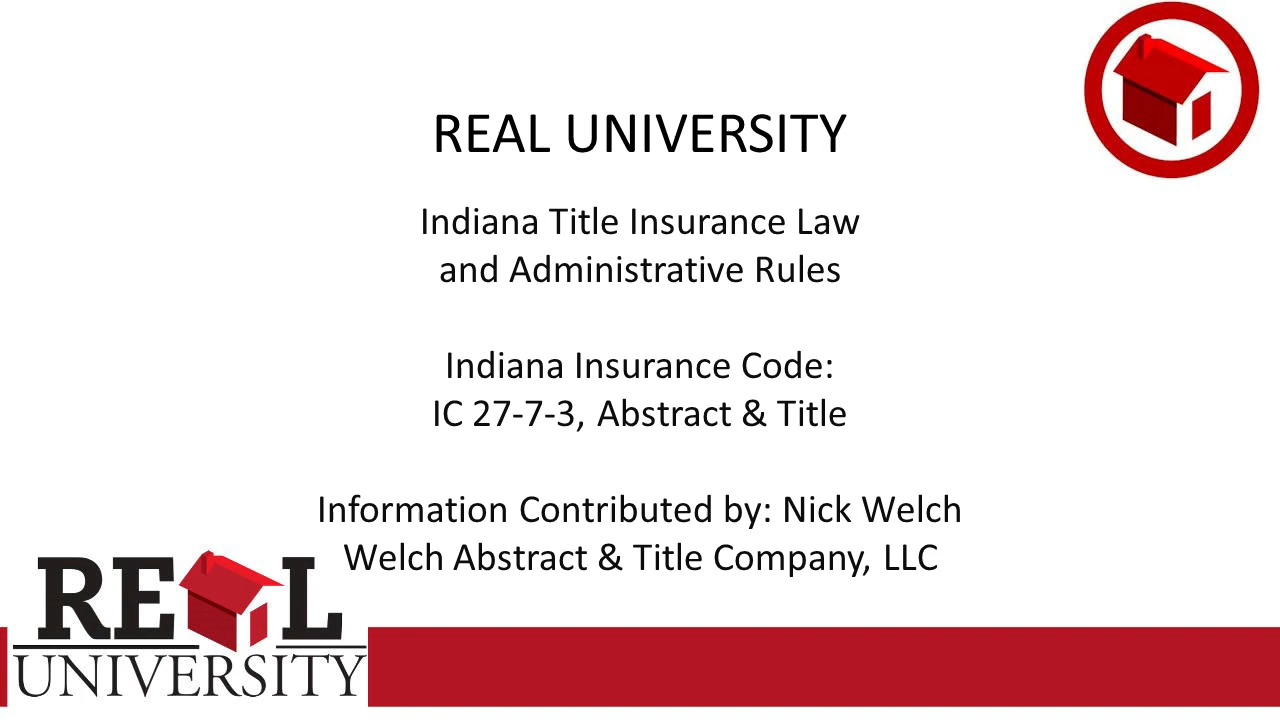 REAL UNIVERSITY
Indiana Title Insurance Law
and Administrative Rules
Indiana Insurance Code:
IC 27-7-3, Abstract & Title
Information Contributed by: Nick Welch
Welch Abstract & Title Company, LLC
REAL
UNIVERSITY